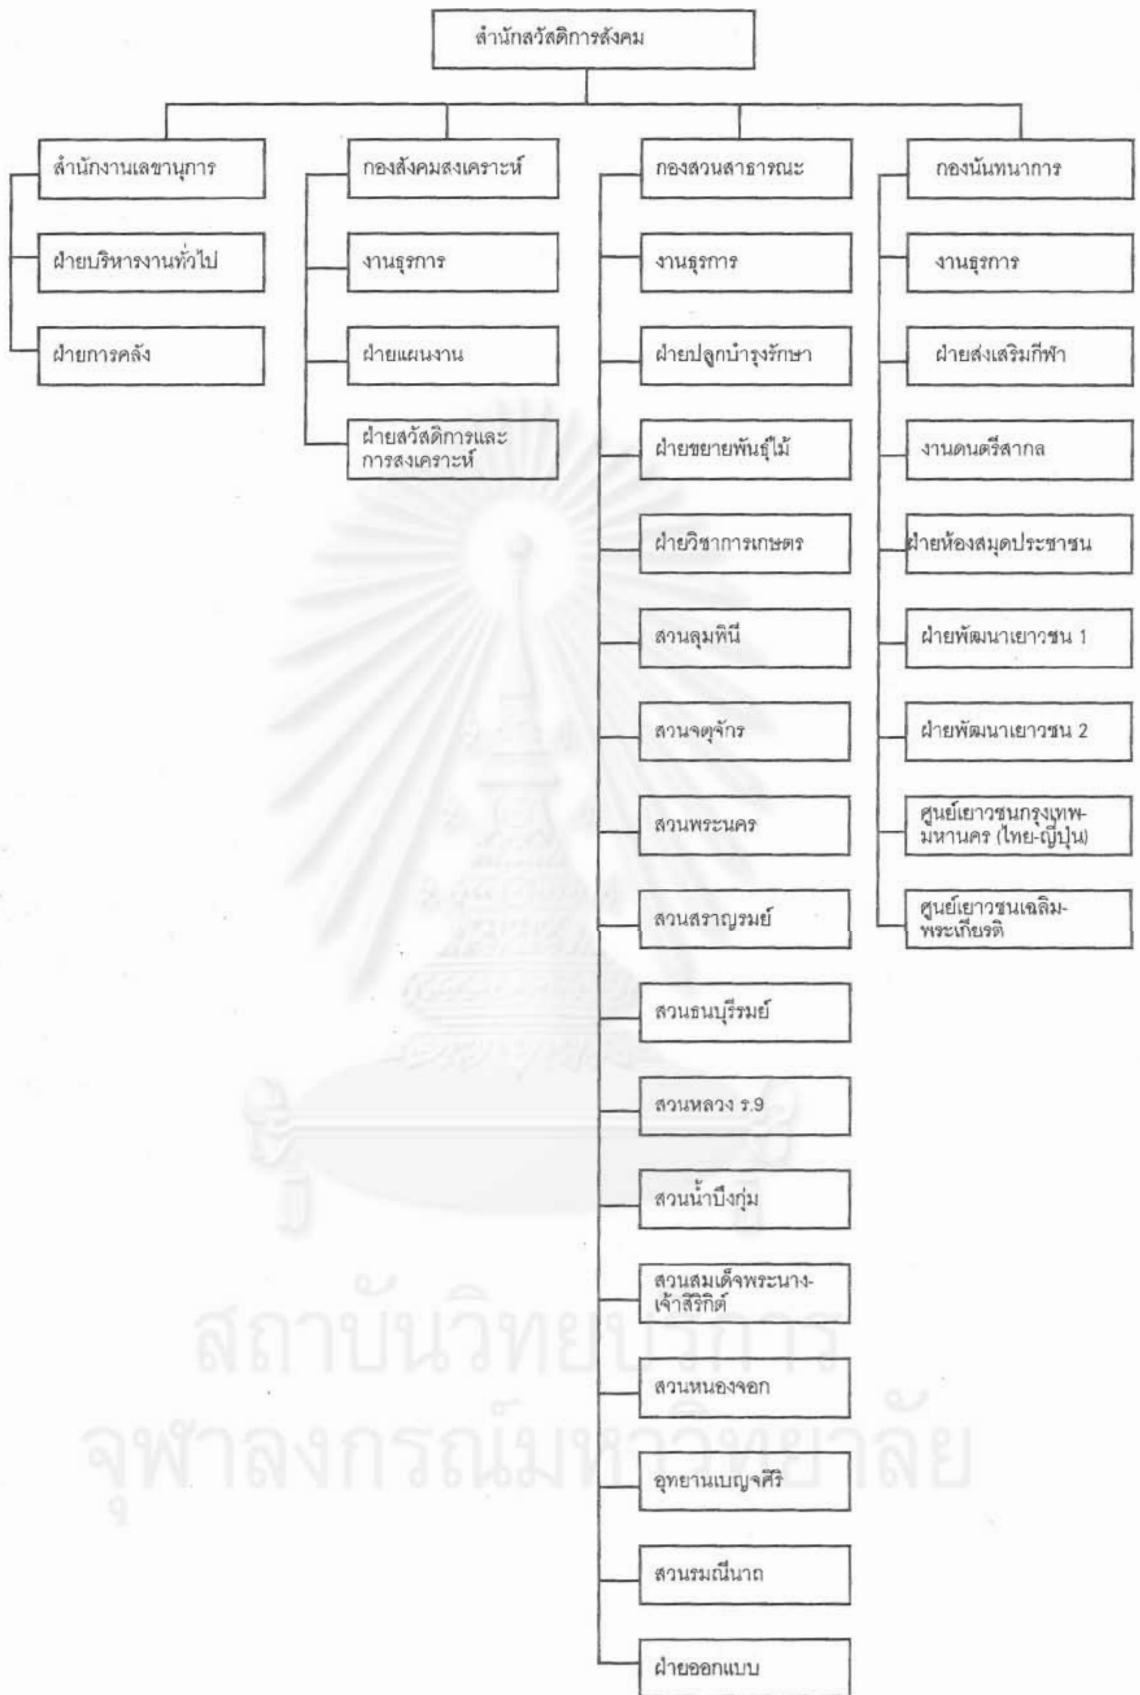 สำนักสวัสดิการสังคม
สำนักงานเลขานุการ
ฝ่ายบริหารงานทั่วไป
ฝ่ายการคลัง
กองสังคมสงเคราะห์
งานธุรการ
ฝ่ายแผนงาน
ฝ่ายสวัสดิการและ
การสงเคราะห์
กองสวนสาธารณะ
งานธุรการ
ฝ่ายปลูกบำรุงรักษา
ฝ่ายขยายพันธุ์ไม้
ฝ่ายวิชาการเกษตร
สวนลุมพินี
สวนจตุจักร
สวนพระนคร
สวนสราญรมย์
สวนธนบุรีรมย์
สวนหลวง ร.9
สวนน้ำบึงกุ่ม
สวนสมเด็จพระนาง-
เจ้าสิริกิต์
สวนหนองจอก
อุทยานเบญจศิริ
สวนรมณีนาถ
ฝ่ายออกแบบ
กองนันทนาการ
งานธุรการ
ฝ่ายส่งเสริมกีฬา
งานดนตรีสากล
ฝ่ายห้องสมุดประชาชน
ฝ่ายพัฒนาเยาวชน 1
ฝ่ายพัฒนาเยาวชน 2
ศูนย์เยาวชนกรุงเทพ-
มหานคร (ไทย-ญี่ปุ่น)
ศูนย์เยาวชนเฉลิม-
พระเกียรติ
สถาบันวิทยบริการ
จุฬาลงกรณ์มหาวิทยาลัย